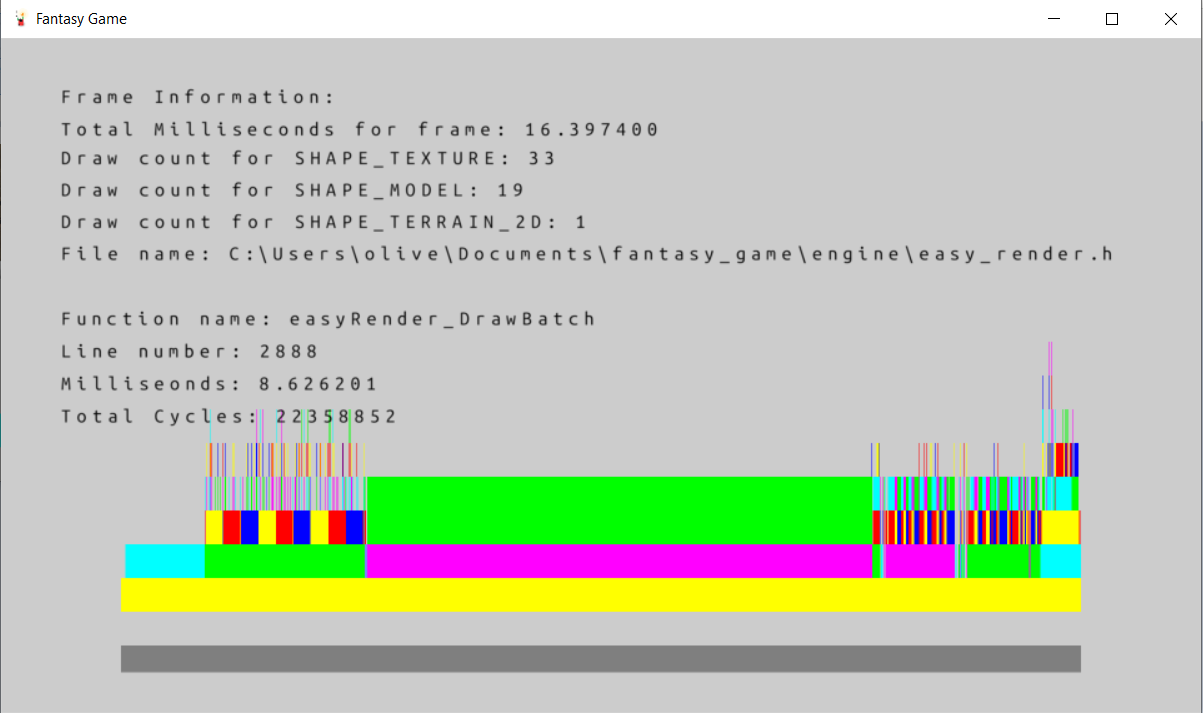 Fantasy Game
Frame Information:
Total Milliseconds for frame: 16.397400
Draw count for SHAPE_TEXTURE: 33
Draw count for SHAPE_MODEL: 19
Draw count for SHAPE_TERRAIN_2D: 1
File name: C:\Users\olive\Documents\fantasy_game\engine\easy_render.h
Function name: easyRender_DrawBatch
Line number: 2888
Milliseonds: 8.626201
Total Cycles: 22358852